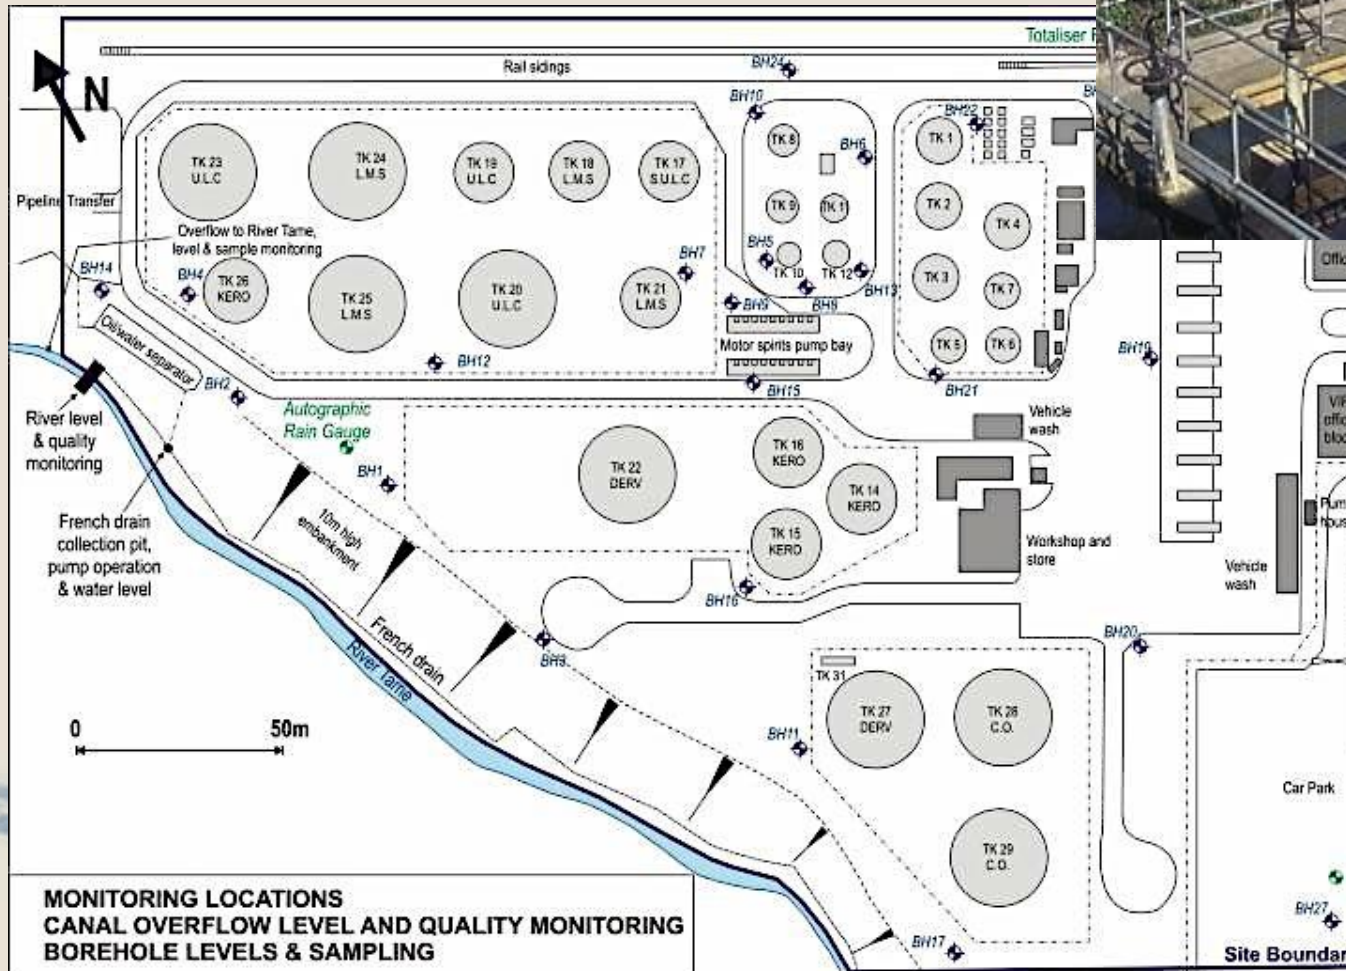 Totaliser
Rail sidings
BH24
N
BH10
BH22
TK 8
BH6
TK 1
TK 23
U.L.C
TK 24
L.M.S
TK 19
U.L.C
TK 18
L.M.S
TK 17
S.U.L.C
Pipeline Transfer
TK 9
TK 1
TK 2
TK 4
Overflow to River Tame,
level & sample monitoring
BH14
BH4
TK 26
KERO
TK 25
L.M.S
TK 20
U.L.C
TK 21
L.M.S
BH7
BH5
TK 10
TK 12
BH13
BH9
BH8
TK 3
TK 7
Motor spirits pump bay
TK 5
TK 6
Oil/water separator
BH2
BH12
BH15
BH21
BH19
Autographic
Rain Gauge
River level
& quality
monitoring
BH1
TK 22
DERV
TK 16
KERO
TK 14
KERO
TK 15
KERO
Vehicle
wash
Workshop and
store
French drain
collection pit,
pump operation
& water level
10m high
embankment
BH16
Vehicle
wash
French drain
River Tame
BH3
BH20
TK 31
TK 27
DERV
TK 28
C.O.
BH11
0
50m
Car Park
TK 29
C.O.
BH17
BH27
MONITORING LOCATIONS
CANAL OVERFLOW LEVEL AND QUALITY MONITORING
BOREHOLE LEVELS & SAMPLING
Site